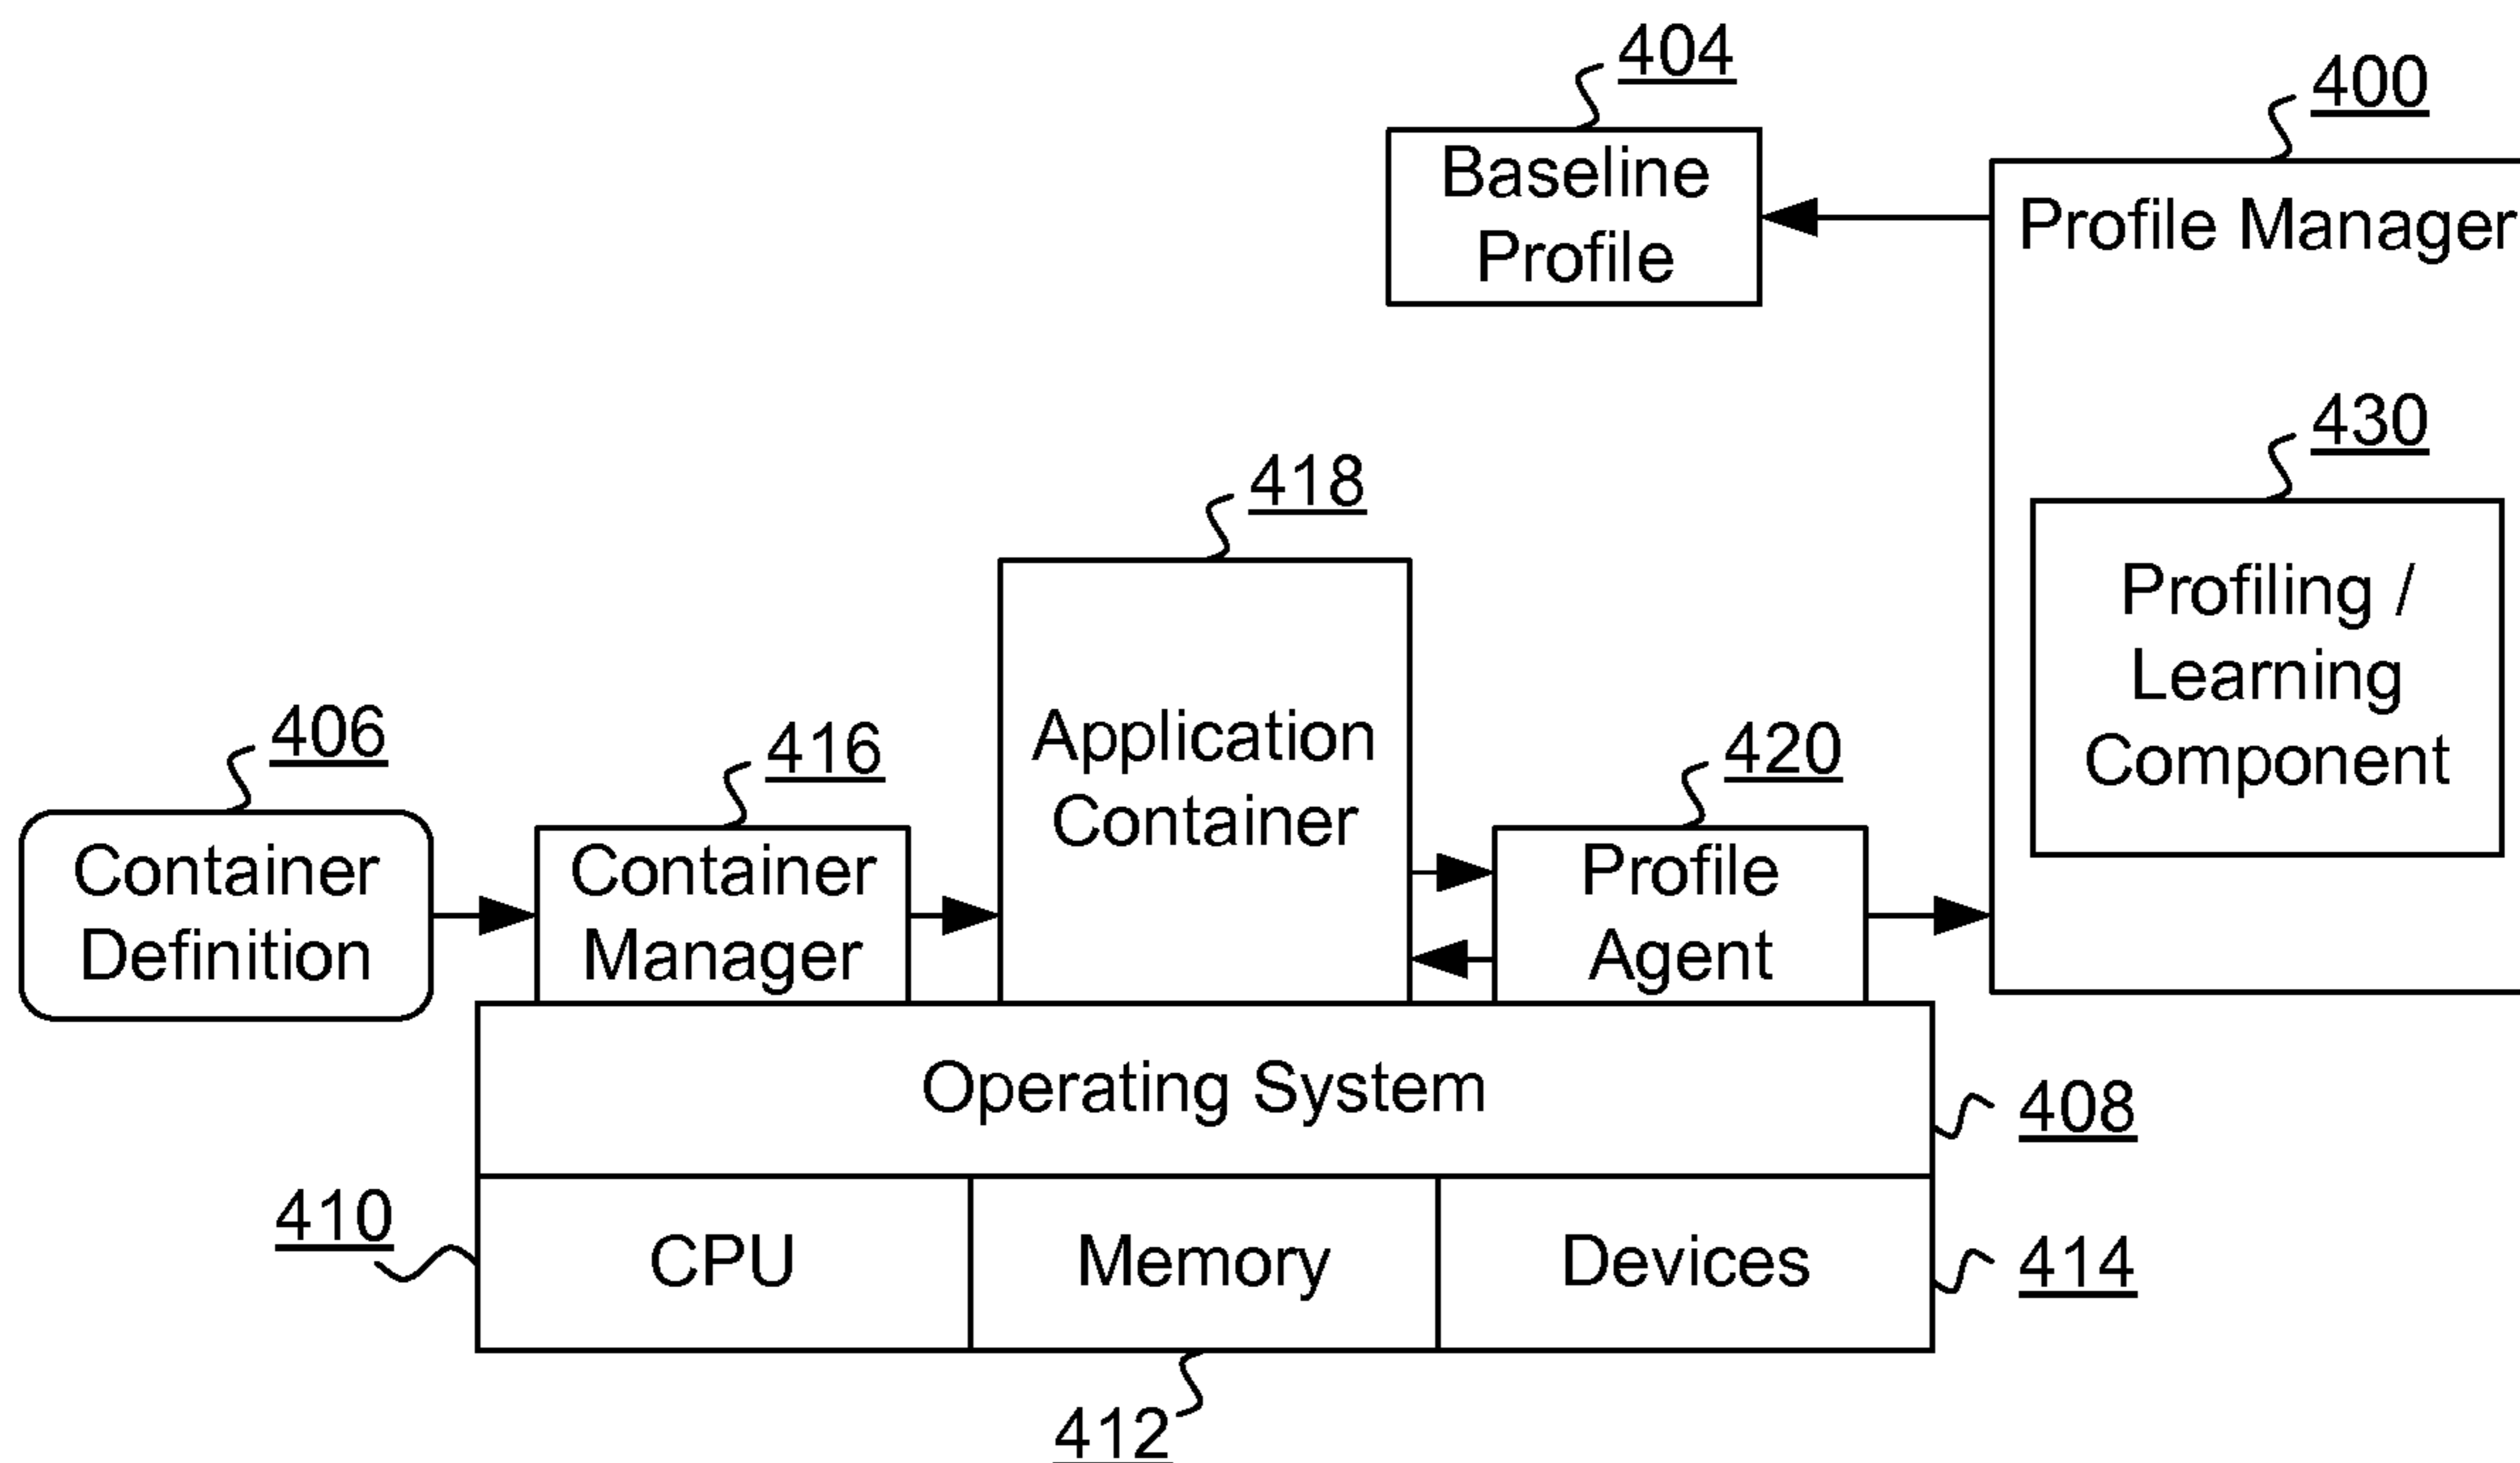 404
400
Baseline
Profile
Profile Manager
430
418
Profiling /
Learning
Component
406
416
Application
Container
420
Container
Definition
Container
Manager
Profile
Agent
Operating System
408
410
CPU
Memory
Devices
414
412